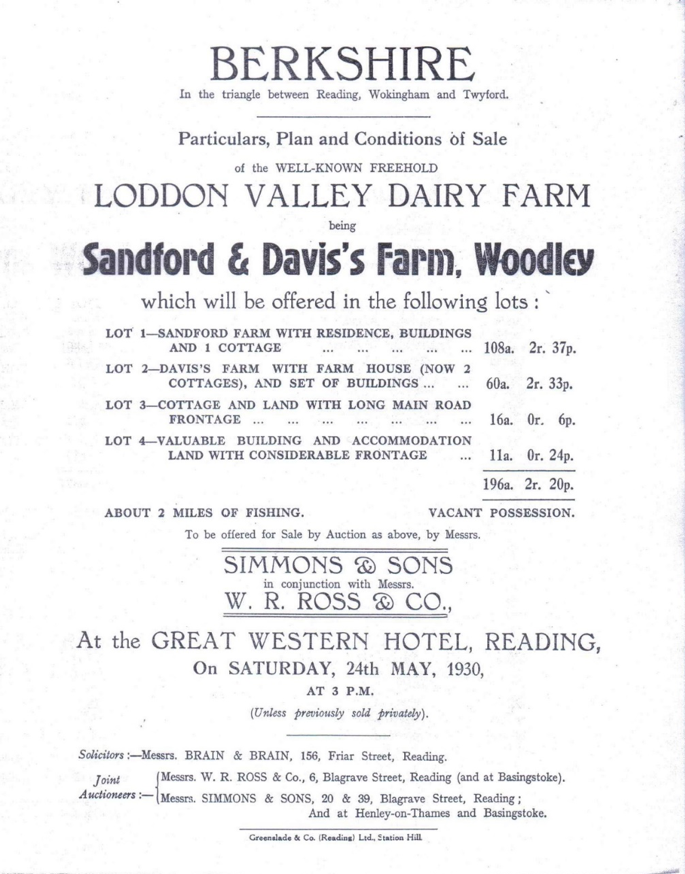 BERKSHIRE
In the triangle between Reading, Wokingham and Twyford.
Particulars, Plan and Conditions of Sale
of the WELL-KNOWN FREEHOLD
LODDON VALLEY DAIRY FARM
being
Sandford & Davis's Farm, Woodley
which will be offered in the following lots :
LOT 1—SANDFORD FARM WITH RESIDENCE, BUILDINGS
AND 1 COTTAGE ... ... ... ... ... 108a. 2r. 37p.
LOT 2—DAVIS'S FARM WITH FARM HOUSE (NOW 2
COTTAGES), AND SET OF BUILDINGS ... ... 60a. 2r. 33p.
LOT 3—COTTAGE AND LAND WITH LONG MAIN ROAD
FRONTAGE ... ... ... ... ... ... ... 16a. 0r. 6p.
LOT 4—VALUABLE BUILDING AND ACCOMMODATION
LAND WITH CONSIDERABLE FRONTAGE ... 11a. 0r. 24p.
196a. 2r. 20p.
ABOUT 2 MILES OF FISHING. VACANT POSSESSION.
To be offered for Sale by Auction as above, by Messrs.
SIMMONS & SONS
in conjunction with Messrs.
W. R. ROSS & CO.,
At the GREAT WESTERN HOTEL, READING,
On SATURDAY, 24th MAY, 1930,
AT 3 P.M.
(Unless previously sold privately).
Solicitors :—Messrs. BRAIN & BRAIN, 156, Friar Street, Reading.
Joint Auctioneers :— Messrs. W. R. ROSS & Co., 6, Blagrave Street, Reading (and at Basingstoke).
Messrs. SIMMONS & SONS, 20 & 39, Blagrave Street, Reading ;
And at Henley-on-Thames and Basingstoke.
Greenslade & Co. (Reading) Ltd., Station Hill.